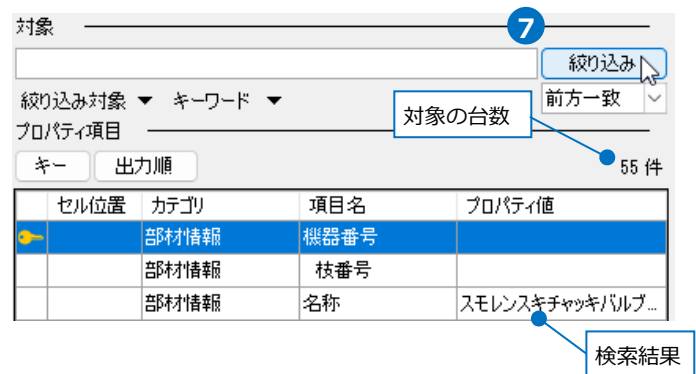 対象
7
絞り込み
絞り込み対象 ▼ キーワード ▼
前方一致
対象の台数
プロパティ項目
キー 出力順
55 件
セル位置 カテゴリ 項目名 プロパティ値
部材情報 機器番号
部材情報 枝番号
部材情報 名称 スモレンスキチャッキバルブ...
検索結果